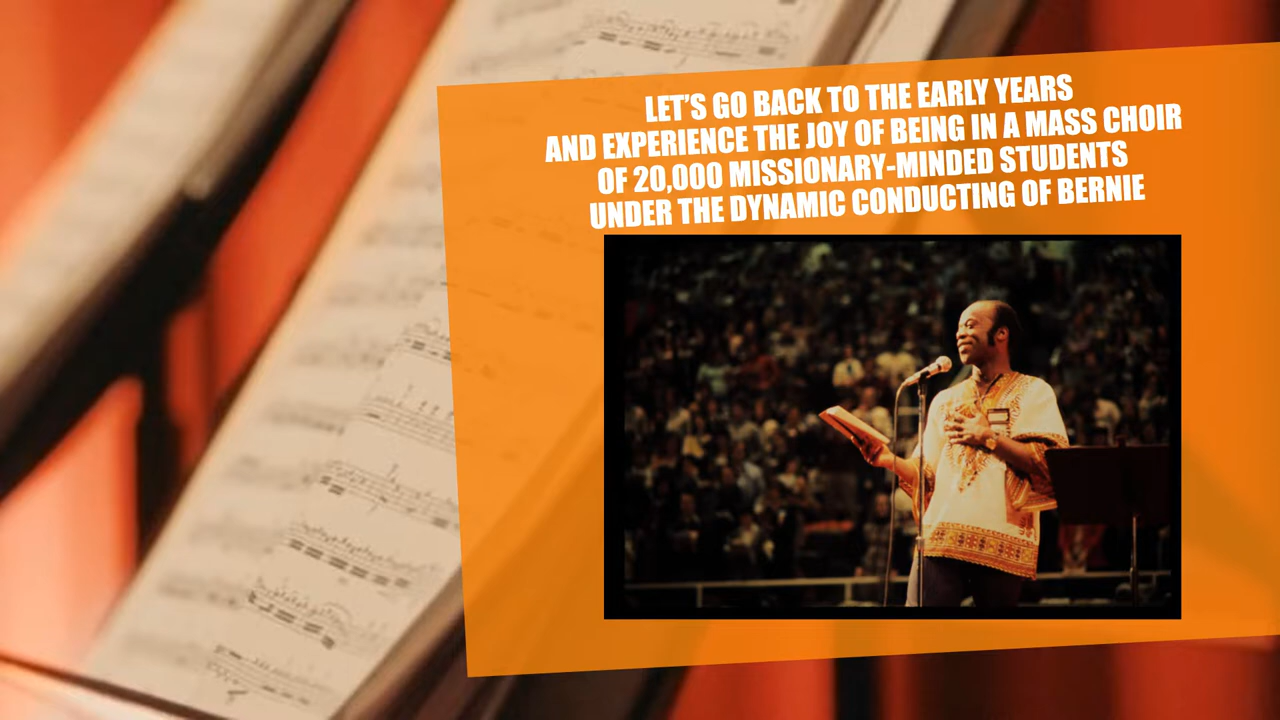 LET'S GO BACK TO THE EARLY YEARS
AND EXPERIENCE THE JOY OF BEING IN A MASS CHOIR
OF 20,000 MISSIONARY-MINDED STUDENTS
UNDER THE DYNAMIC CONDUCTING OF BERNIE